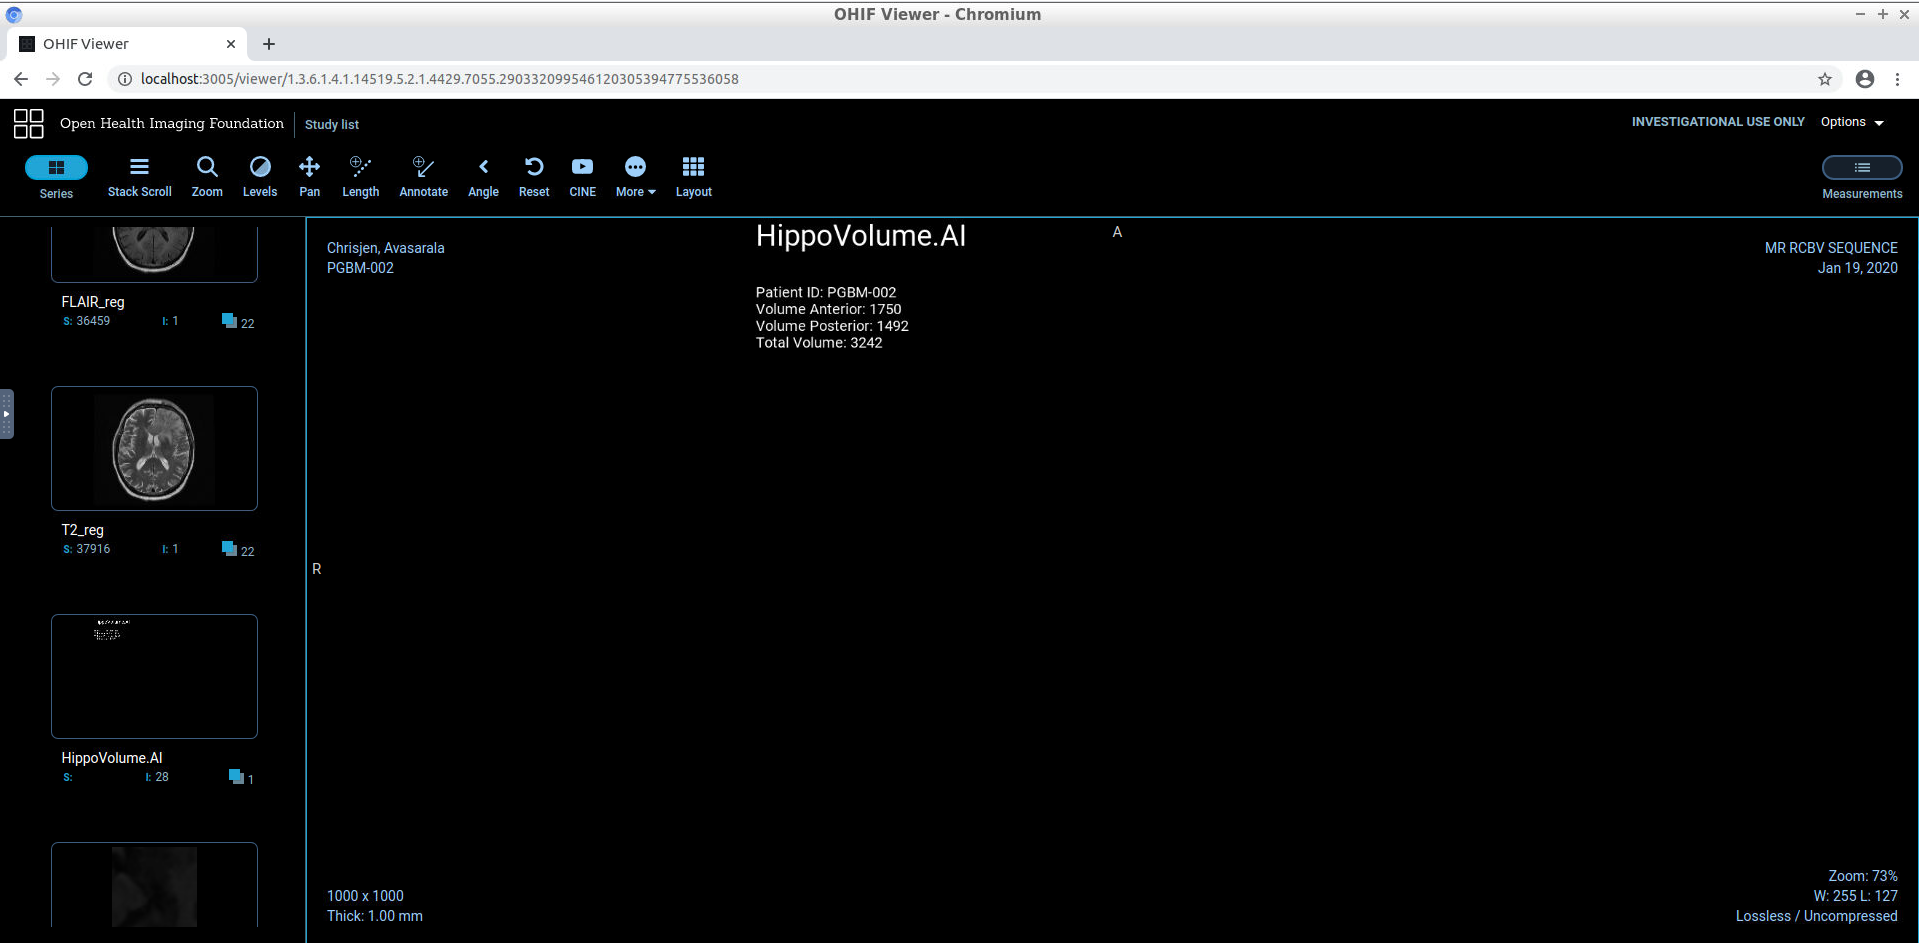 OHIF Viewer - Chromium
OHIF Viewer
localhost:3005/viewer/1.3.6.1.4.1.14519.5.2.1.4429.7055.290332099546120305394775536058
Open Health Imaging Foundation
Study list
INVESTIGATIONAL USE ONLY
Options
Series
Stack Scroll
Zoom
Levels
Pan
Length
Annotate
Angle
Reset
CINE
More
Layout
Measurements
FLAIR_reg
S: 36459 I: 1 22
T2_reg
S: 37916 I: 1 22
HippoVolume.AI
S: I: 28 1
Chrisjen, Avasarala
PGBM-002
HippoVolume.AI
A
Patient ID: PGBM-002
Volume Anterior: 1750
Volume Posterior: 1492
Total Volume: 3242
MR RCBV SEQUENCE
Jan 19, 2020
R
1000 x 1000
Thick: 1.00 mm
Zoom: 73%
W: 255 L: 127
Lossless / Uncompressed